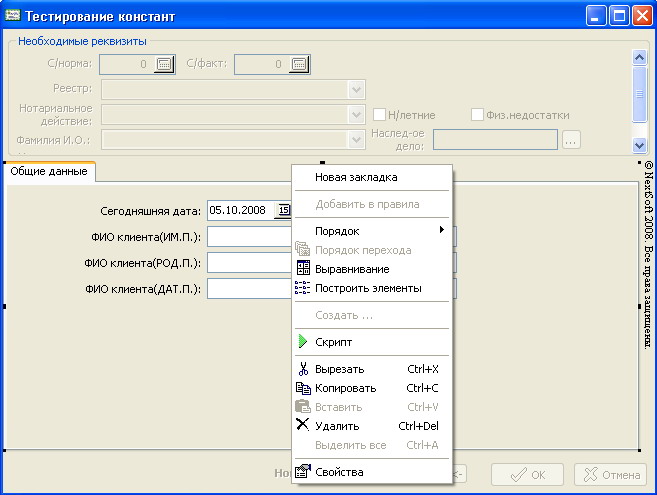 Тестирование констант
Необходимые реквизиты
С/норма: 0 С/факт: 0
Реестр:
Нотариальное действие:
Н/летние Физ.недостатки
Фамилия И.О.:
Наслед-ое дело: ...
Общие данные
Сегодняшняя дата: 05.10.2008 15
ФИО клиента(ИМ.П.):
ФИО клиента(РОД.П.):
ФИО клиента(ДАТ.П.):
Новая закладка
Добавить в правила
Порядок
Порядок перехода
Выравнивание
Построить элементы
Создать ...
Скрипт
Вырезать Ctrl+X
Копировать Ctrl+C
Вставить Ctrl+V
Удалить Ctrl+Del
Выделить все Ctrl+A
Свойства
<-
OK
Отмена
© NextSoft 2008. Все права защищены.